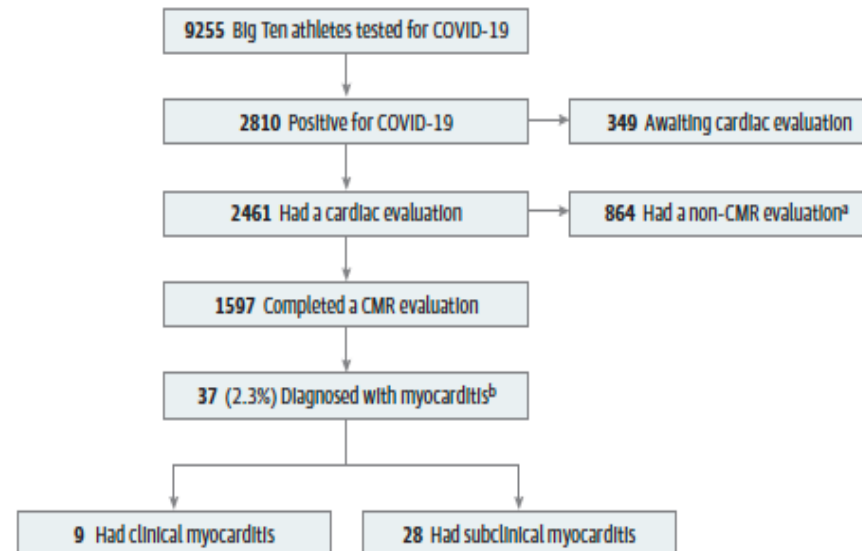 9255 Big Ten athletes tested for COVID-19
2810 Positive for COVID-19
349 Awaiting cardiac evaluation
2461 Had a cardiac evaluation
864 Had a non-CMR evaluationᵃ
1597 Completed a CMR evaluation
37 (2.3%) Diagnosed with myocarditisᵇ
9 Had clinical myocarditis
28 Had subclinical myocarditis